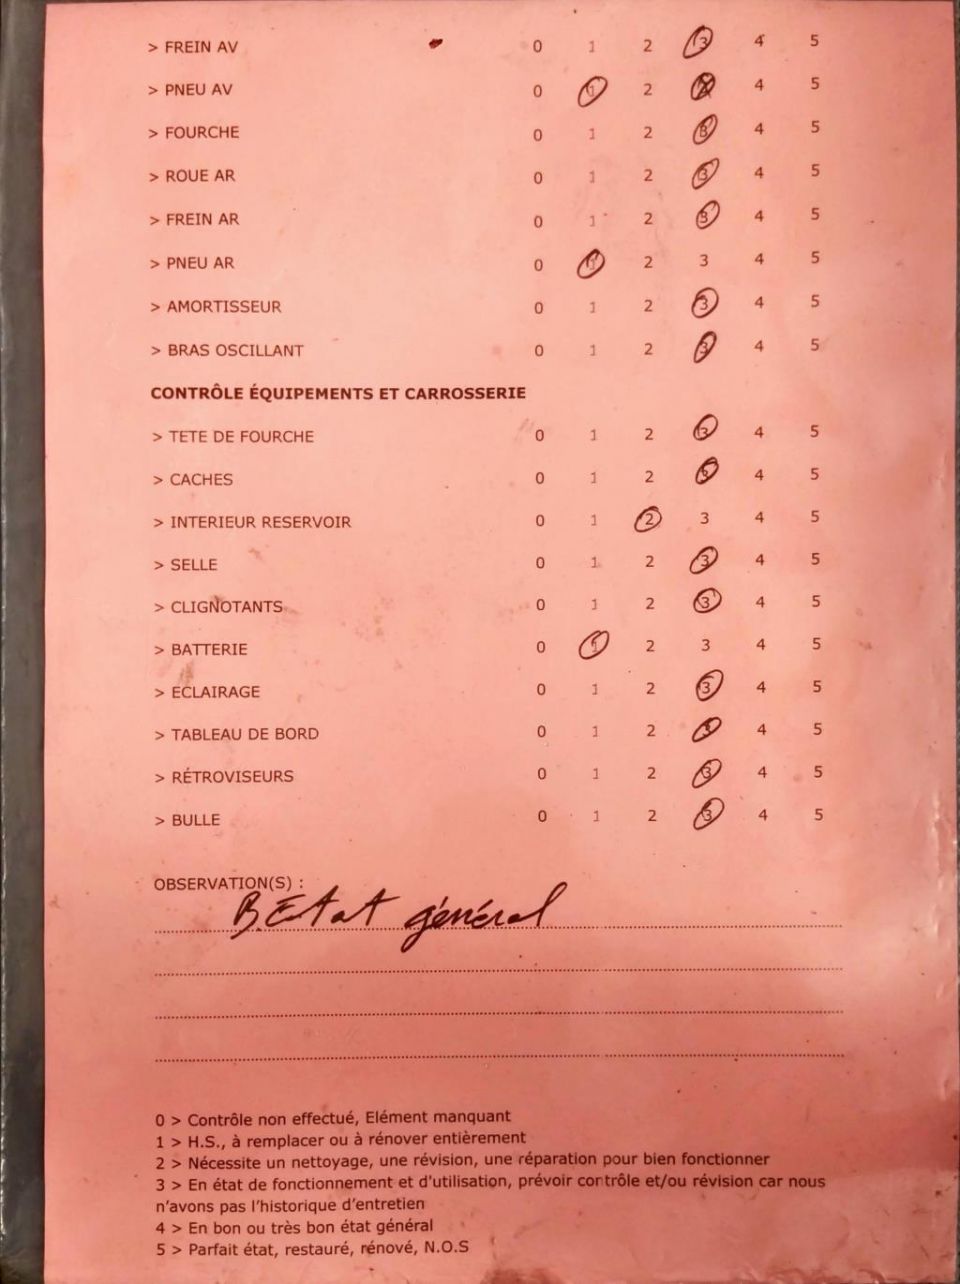 > FREIN AV 0 1 2 3 4 5
> PNEU AV 0 1 2 3 4 5
> FOURCHE 0 1 2 3 4 5
> ROUE AR 0 1 2 3 4 5
> FREIN AR 0 1 2 3 4 5
> PNEU AR 0 1 2 3 4 5
> AMORTISSEUR 0 1 2 3 4 5
> BRAS OSCILLANT 0 1 2 3 4 5
CONTRÔLE ÉQUIPEMENTS ET CARROSSERIE
> TETE DE FOURCHE 0 1 2 3 4 5
> CACHES 0 1 2 3 4 5
> INTERIEUR RESERVOIR 0 1 2 3 4 5
> SELLE 0 1 2 3 4 5
> CLIGNOTANTS 0 1 2 3 4 5
> BATTERIE 0 1 2 3 4 5
> ECLAIRAGE 0 1 2 3 4 5
> TABLEAU DE BORD 0 1 2 3 4 5
> RÉTROVISEURS 0 1 2 3 4 5
> BULLE 0 1 2 3 4 5
OBSERVATION(S) :
B.Etat général
0 > Contrôle non effectué, Elément manquant
1 > H.S., à remplacer ou à rénover entièrement
2 > Nécessite un nettoyage, une révision, une réparation pour bien fonctionner
3 > En état de fonctionnement et d'utilisation, prévoir contrôle et/ou révision car nous
n'avons pas l'historique d'entretien
4 > En bon ou très bon état général
5 > Parfait état, restauré, rénové, N.O.S